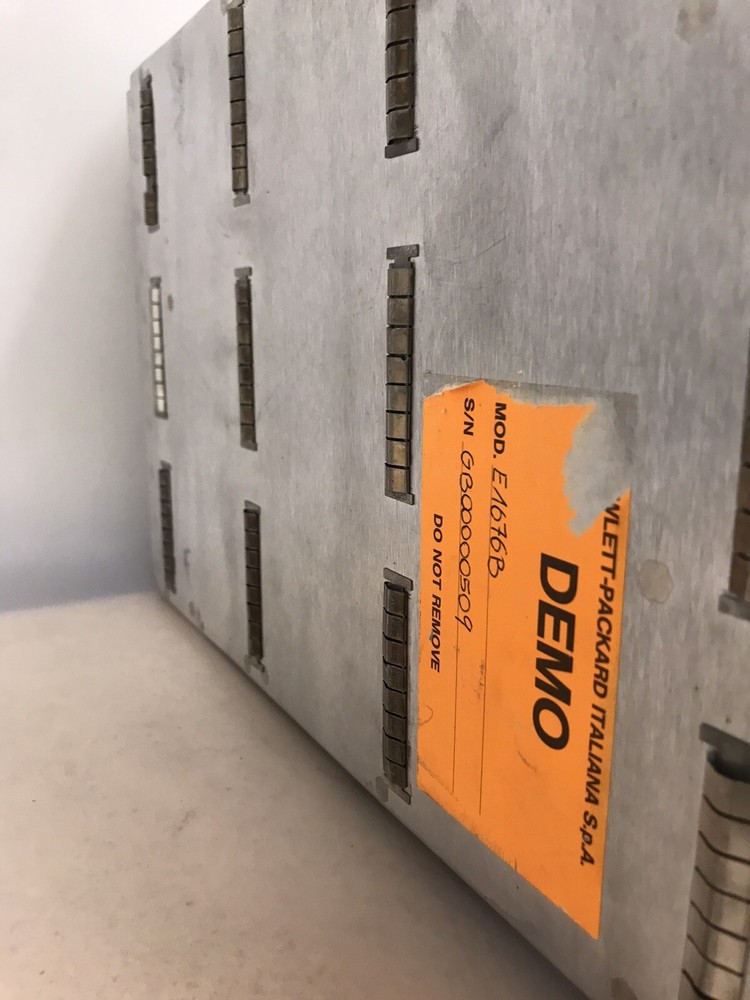 WLETT-PACKARD ITALIANA S.p.A.
DEMO
MOD. E1676B
S/N GB00000509
DO NOT REMOVE